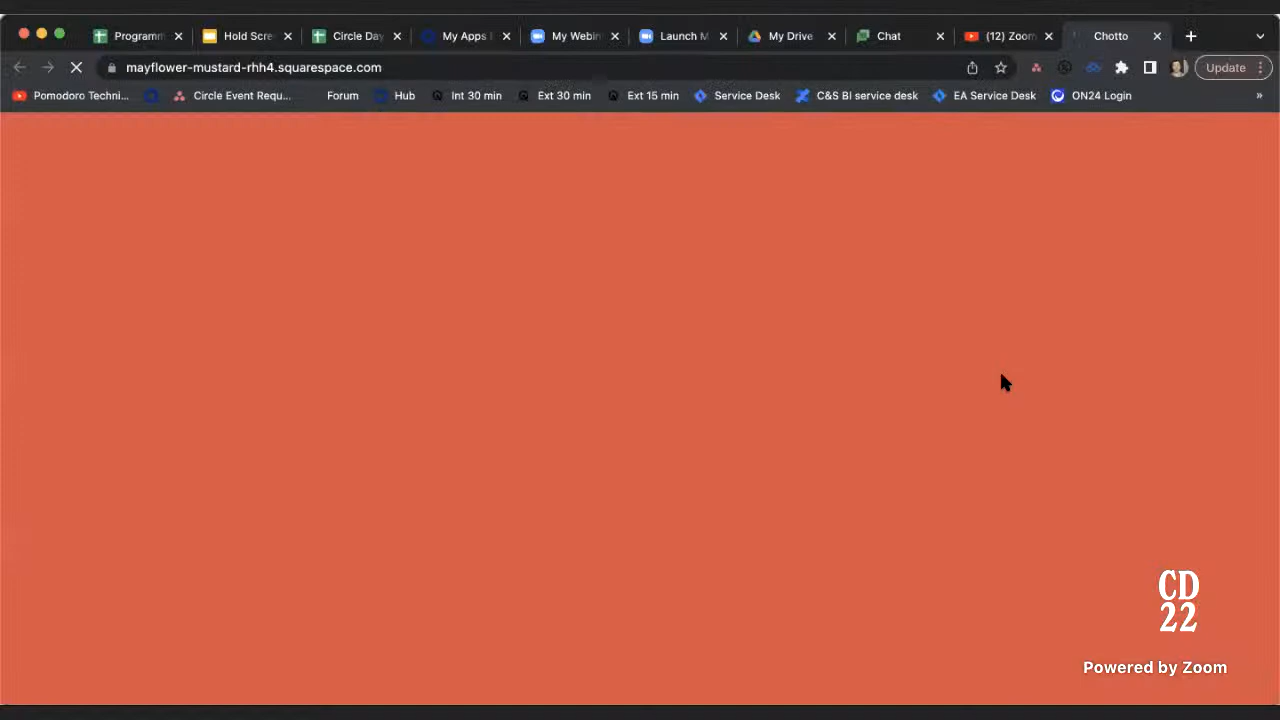 Programm
Hold Scre
Circle Day
My Apps
My Webin
Launch M
My Drive
Chat
(12) Zoom
Chotto
mayflower-mustard-rhh4.squarespace.com
Update
Pomodoro Techni...
Circle Event Requ...
Forum
Hub
Int 30 min
Ext 30 min
Ext 15 min
Service Desk
C&S BI service desk
EA Service Desk
ON24 Login
CD
22
Powered by Zoom